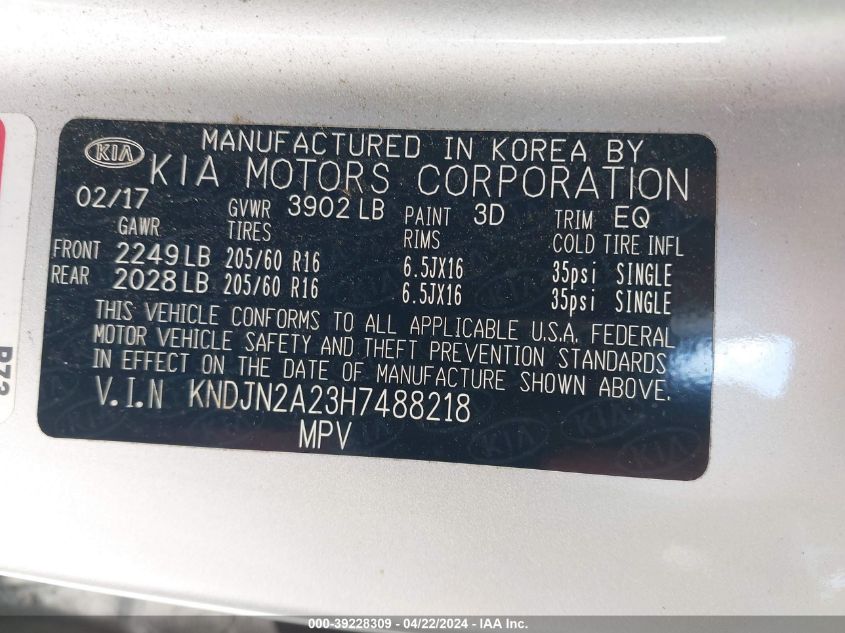 MANUFACTURED IN KOREA BY
KIA KIA MOTORS CORPORATION
02/17 GVWR 3902 LB PAINT 3D TRIM EQ
GAWR TIRES RIMS COLD TIRE INFL
FRONT 2249 LB 205/60 R16 6.5JX16 35psi SINGLE
REAR 2028 LB 205/60 R16 6.5JX16 35psi SINGLE
THIS VEHICLE CONFORMS TO ALL APPLICABLE U.S.A. FEDERAL
MOTOR VEHICLE SAFETY AND THEFT PREVENTION STANDARDS
IN EFFECT ON THE DATE OF MANUFACTURE SHOWN ABOVE.
V.I.N KNDJN2A23H7488218
MPV
000-39228309 - 04/22/2024 - IAA Inc.